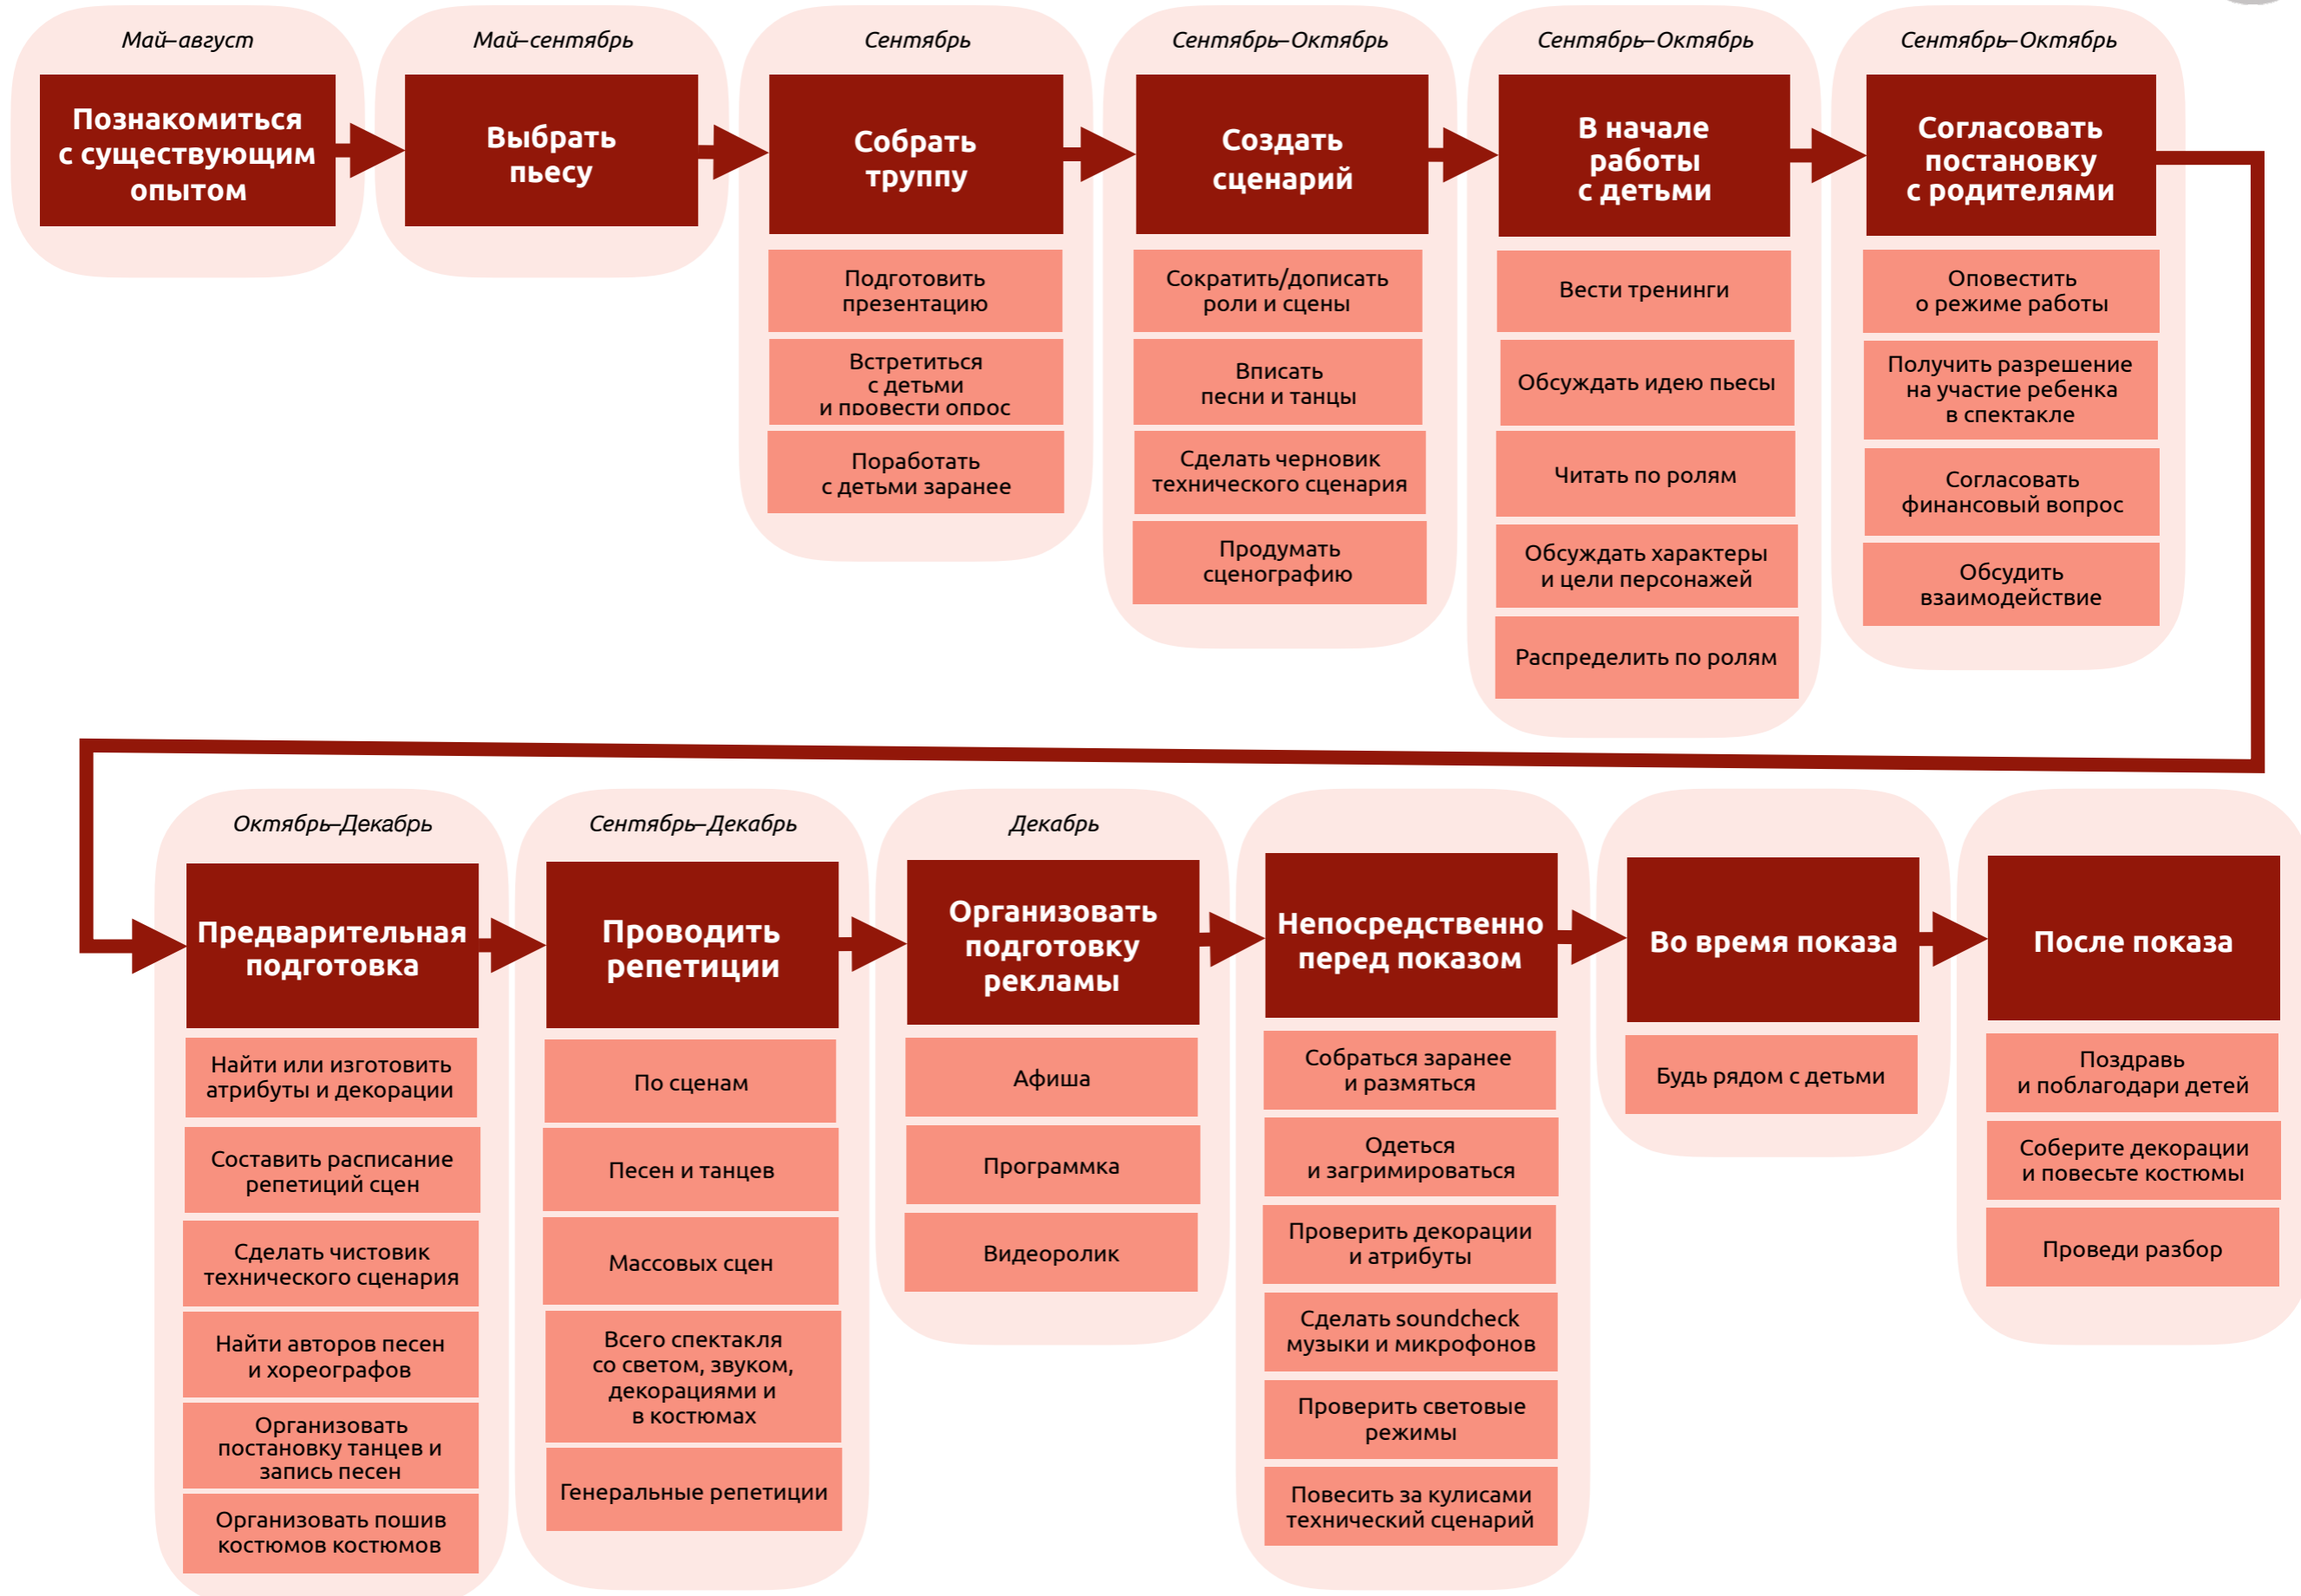 Май–август
Познакомиться
с существующим
опытом
Май–сентябрь
Выбрать
пьесу
Сентябрь
Собрать
труппу
Подготовить
презентацию
Встретиться
с детьми
и провести опрос
Поработать
с детьми заранее
Сентябрь–Октябрь
Создать
сценарий
Сократить/дописать
роли и сцены
Вписать
песни и танцы
Сделать черновик
технического сценария
Продумать
сценографию
Сентябрь–Октябрь
В начале
работы
с детьми
Вести тренинги
Обсуждать идею пьесы
Читать по ролям
Обсуждать характеры
и цели персонажей
Распределить по ролям
Сентябрь–Октябрь
Согласовать
постановку
с родителями
Оповестить
о режиме работы
Получить разрешение
на участие ребенка
в спектакле
Согласовать
финансовый вопрос
Обсудить
взаимодействие
Октябрь–Декабрь
Предварительная
подготовка
Найти или изготовить
атрибуты и декорации
Составить расписание
репетиций сцен
Сделать чистовик
технического сценария
Найти авторов песен
и хореографов
Организовать
постановку танцев и
запись песен
Организовать пошив
костюмов костюмов
Сентябрь–Декабрь
Проводить
репетиции
По сценам
Песен и танцев
Массовых сцен
Всего спектакля
со светом, звуком,
декорациями и
в костюмах
Генеральные репетиции
Декабрь
Организовать
подготовку
рекламы
Афиша
Программка
Видеоролик
Непосредственно
перед показом
Собраться заранее
и размяться
Одеться
и загримироваться
Проверить декорации
и атрибуты
Сделать soundcheck
музыки и микрофонов
Проверить световые
режимы
Повесить за кулисами
технический сценарий
Во время показа
Будь рядом с детьми
После показа
Поздравь
и поблагодари детей
Соберите декорации
и повесьте костюмы
Проведи разбор